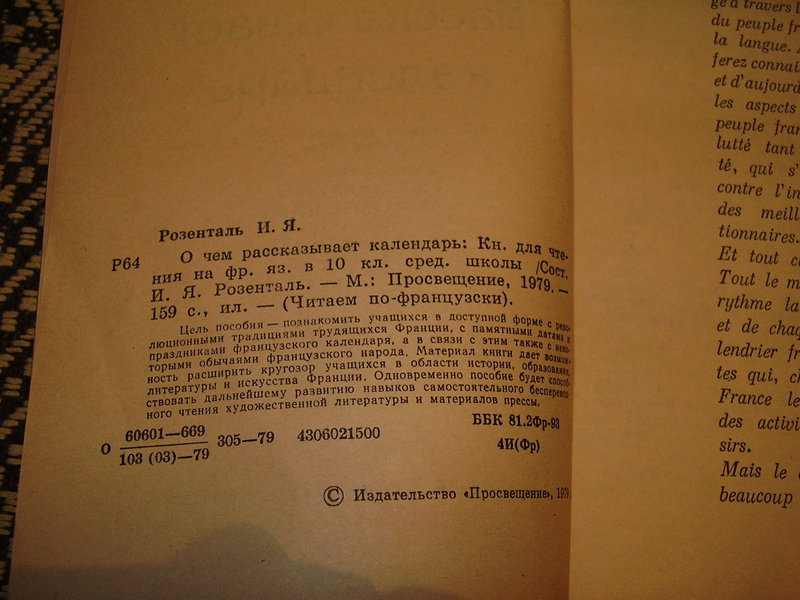 Розенталь И. Я.
Р64
О чем рассказывает календарь: Кн. для чте-
ния на фр. яз. в 10 кл. сред. школы /Сост.
И. Я. Розенталь. — М.: Просвещение, 1979. —
159 с., ил. — (Читаем по-французски).
Цель пособия — познакомить учащихся в доступной форме с рево-
люционными традициями трудящихся Франции, с памятными датами и
праздниками французского календаря, а в связи с этим также с неко-
торыми обычаями французского народа. Материал книги дает возмож-
ность расширить кругозор учащихся в области истории, образования,
литературы и искусства Франции. Одновременно пособие будет способ-
ствовать дальнейшему развитию навыков самостоятельного беспервод-
ного чтения художественной литературы и материалов прессы.
О 60601—669
103 (03)—79
305—79 4306021500
ББК 81.2Фр-93
4И(Фр)
© Издательство «Просвещение», 1979
ge à travers l
du peuple fr
la langue.
ferez connai
et d'aujourd
les aspects
peuple fran
lutté tant
té, qui s'
contre l'in
des meill
tionnaires.
Et tout c
Tout le m
rythme la
et de chaq
lendrier fr
tes qui, c
France le
des activi
sirs.
Mais le
beaucoup